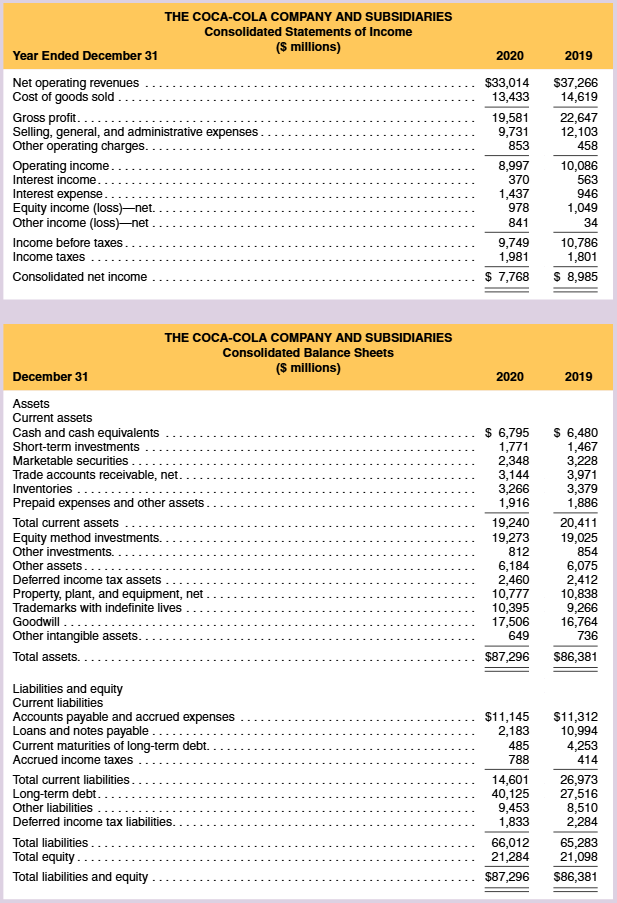 THE COCA-COLA COMPANY AND SUBSIDIARIES
Consolidated Statements of Income
($ millions)
Year Ended December 31 2020 2019
Net operating revenues $33,014 $37,266
Cost of goods sold 13,433 14,619
Gross profit 19,581 22,647
Selling, general, and administrative expenses 9,731 12,103
Other operating charges 853 458
Operating income 8,997 10,086
Interest income 370 563
Interest expense 1,437 946
Equity income (loss)—net 978 1,049
Other income (loss)—net 841 34
Income before taxes 9,749 10,786
Income taxes 1,981 1,801
Consolidated net income $ 7,768 $ 8,985
THE COCA-COLA COMPANY AND SUBSIDIARIES
Consolidated Balance Sheets
($ millions)
December 31 2020 2019
Assets
Current assets
Cash and cash equivalents $ 6,795 $ 6,480
Short-term investments 1,771 1,467
Marketable securities 2,348 3,228
Trade accounts receivable, net 3,144 3,971
Inventories 3,266 3,379
Prepaid expenses and other assets 1,916 1,886
Total current assets 19,240 20,411
Equity method investments 19,273 19,025
Other investments 812 854
Other assets 6,184 6,075
Deferred income tax assets 2,460 2,412
Property, plant, and equipment, net 10,777 10,838
Trademarks with indefinite lives 10,395 9,266
Goodwill 17,506 16,764
Other intangible assets 649 736
Total assets $87,296 $86,381
Liabilities and equity
Current liabilities
Accounts payable and accrued expenses $11,145 $11,312
Loans and notes payable 2,183 10,994
Current maturities of long-term debt 485 4,253
Accrued income taxes 788 414
Total current liabilities 14,601 26,973
Long-term debt 40,125 27,516
Other liabilities 9,453 8,510
Deferred income tax liabilities 1,833 2,284
Total liabilities 66,012 65,283
Total equity 21,284 21,098
Total liabilities and equity $87,296 $86,381